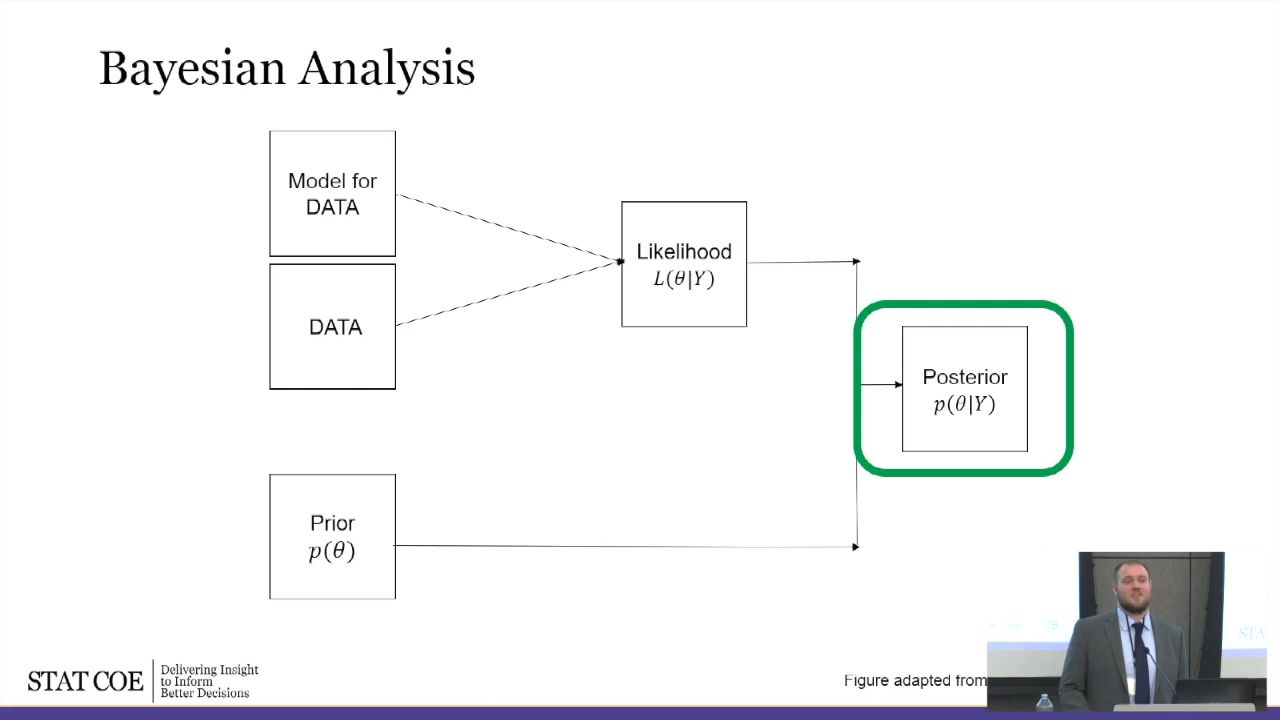 Bayesian Analysis
Model for
DATA
DATA
Likelihood
L(θ|Y)
Posterior
p(θ|Y)
Prior
p(θ)
STAT COE
Delivering Insight
to Inform
Better Decisions
Figure adapted from
STAT